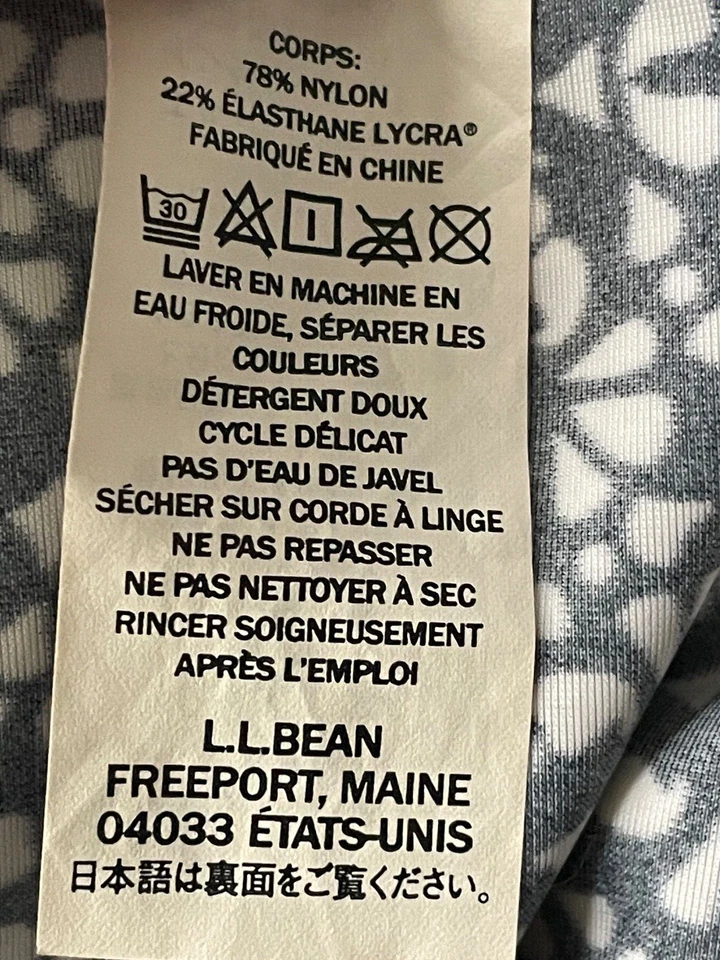 CORPS:
78% NYLON
22% ÉLASTHANE LYCRA®
FABRIQUÉ EN CHINE
30
LAVER EN MACHINE EN
EAU FROIDE, SÉPARER LES
COULEURS
DÉTERGENT DOUX
CYCLE DÉLICAT
PAS D'EAU DE JAVEL
SÉCHER SUR CORDE À LINGE
NE PAS REPASSER
NE PAS NETTOYER À SEC
RINCER SOIGNEUSEMENT
APRÈS L'EMPLOI
L.L.BEAN
FREEPORT, MAINE
04033 ÉTATS-UNIS
日本語は裏面をご覧ください。